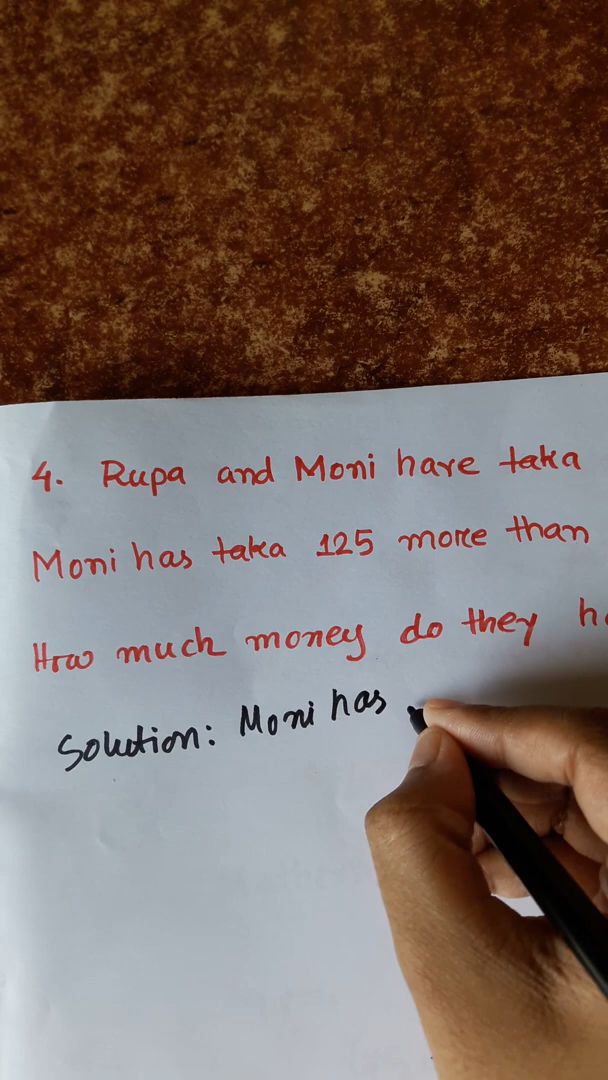 4. Rupa and Moni have taka
Moni has taka 125 more than
How much money do they
Solution: Moni has